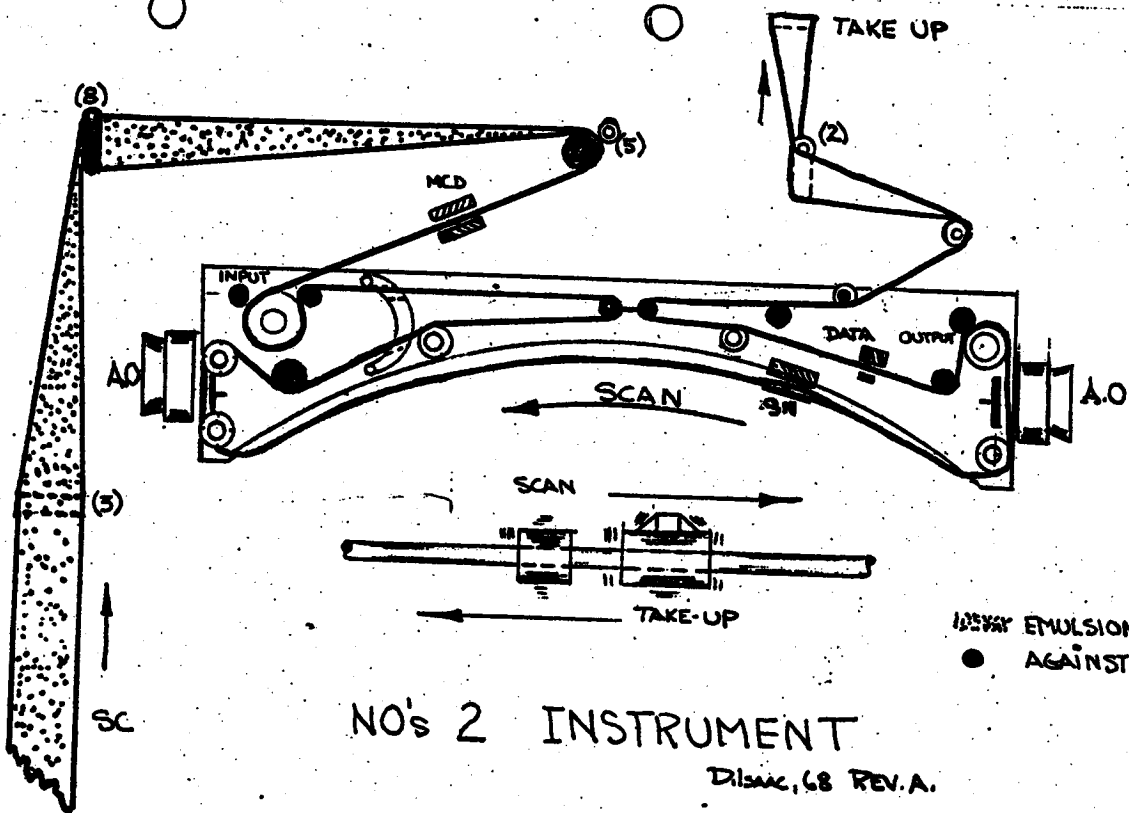 TAKE UP
(8)
(5)
(2)
MCD
INPUT
DATA
OUTPUT
A.O
SCAN
SN
A.O
SCAN
(3)
TAKE-UP
EMULSION
AGAINST
SC
NO's 2 INSTRUMENT
D.ISAAC, 68 REV. A.